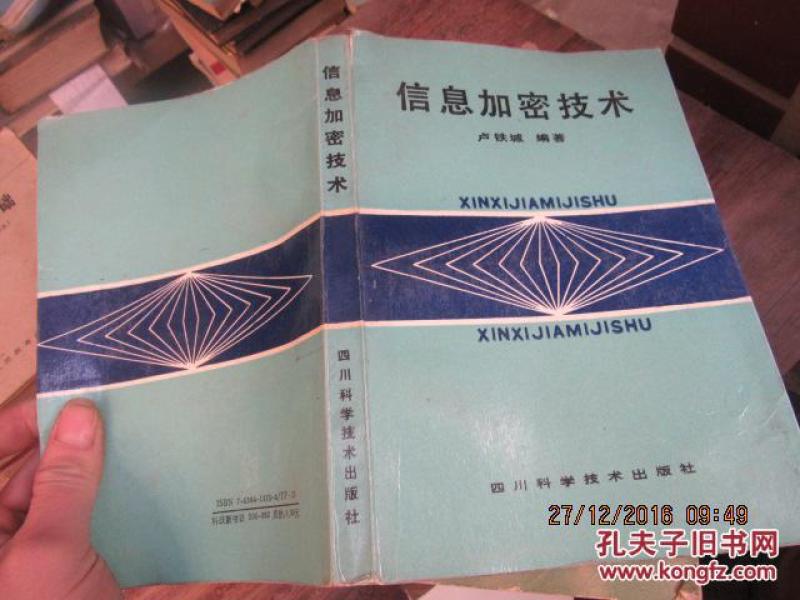 信息加密技术
卢铁城 编著
XINXIJIAMIJISHU
XINXIJIAMIJISHU
四川科学技术出版社
信息加密技术
四川科学技术出版社
27/12/2016 09:49
孔夫子旧书网
www.kongfz.com